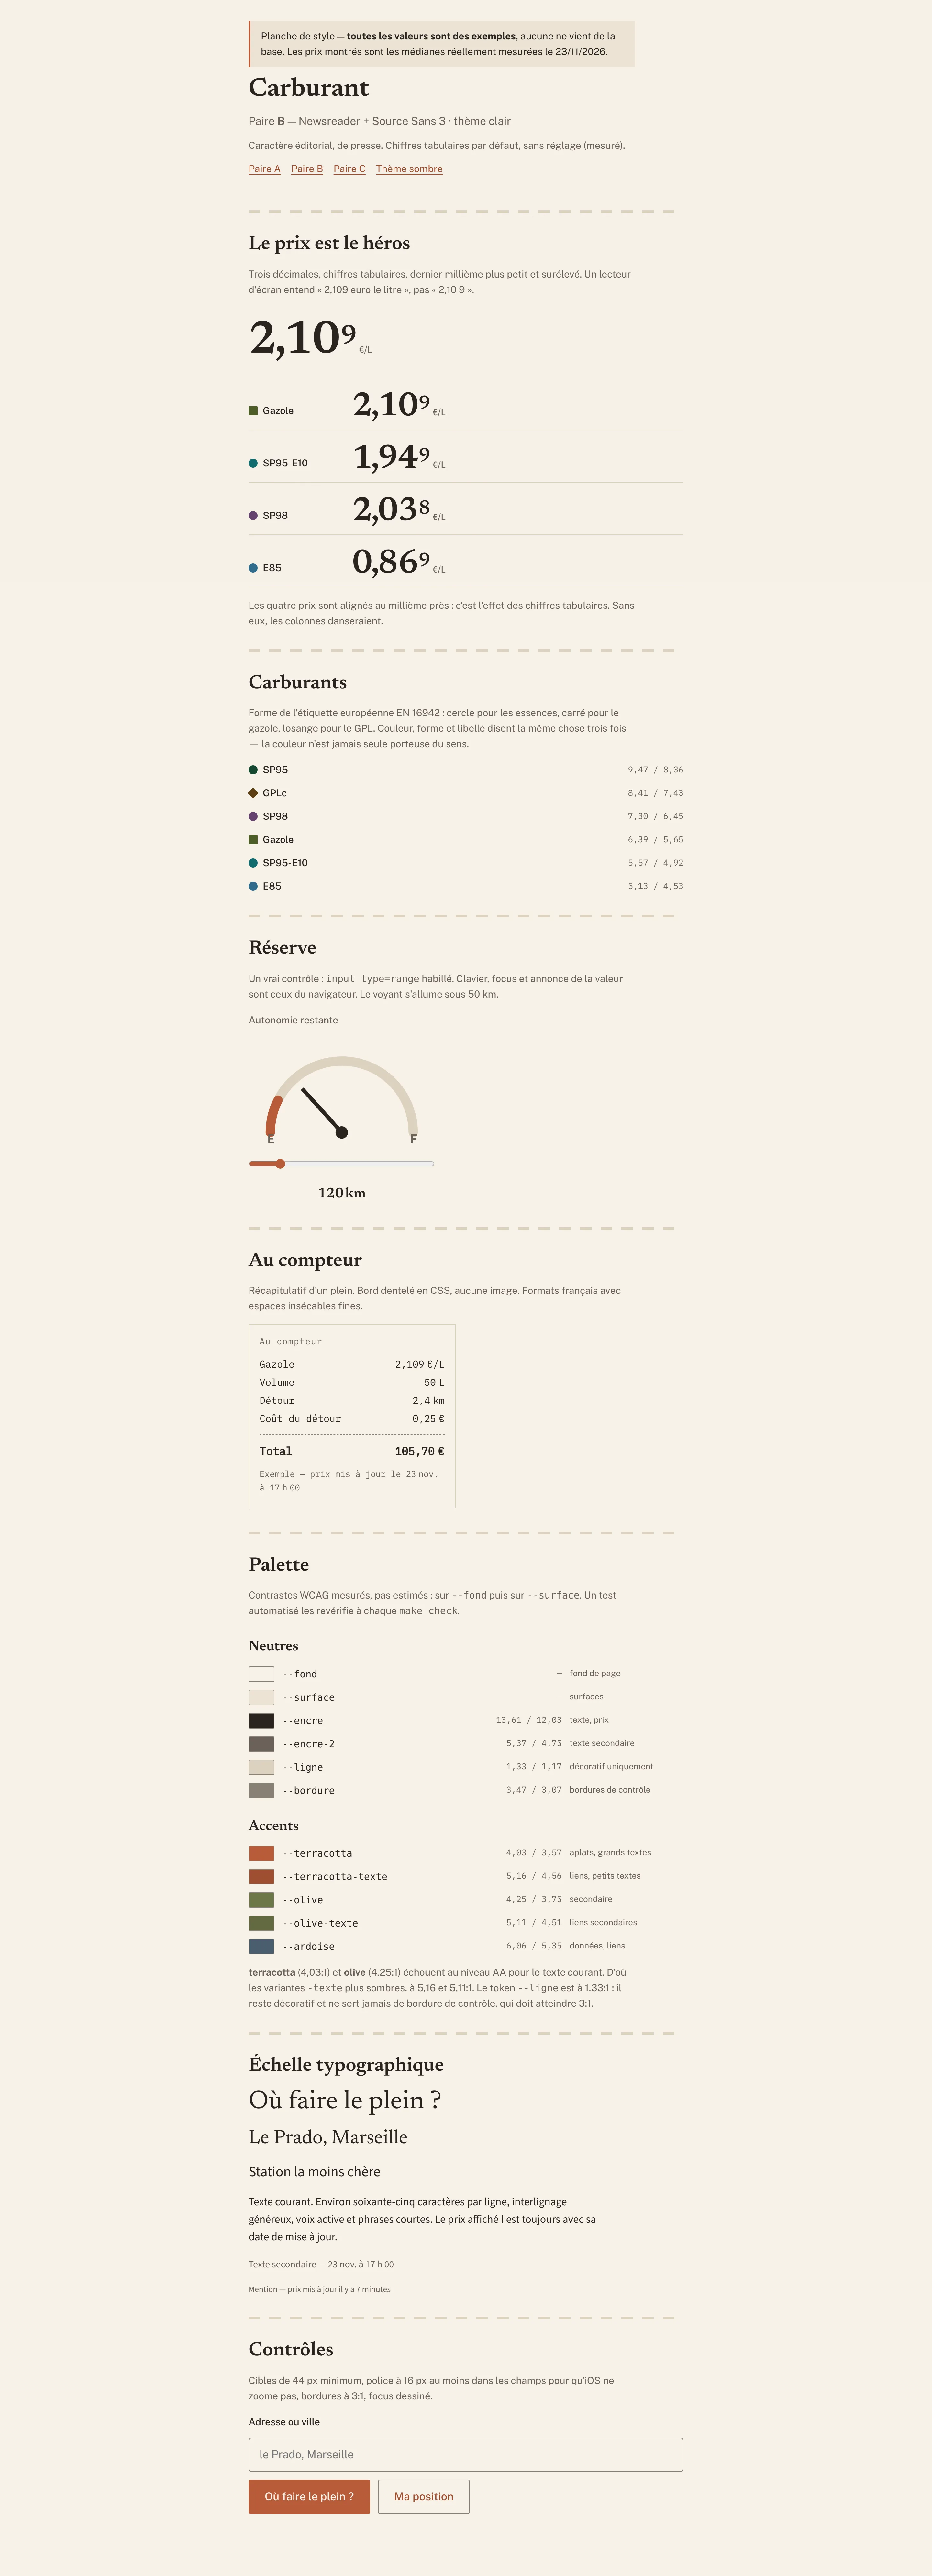 Planche de style — toutes les valeurs sont des exemples, aucune ne vient de la
base. Les prix montrés sont les médianes réellement mesurées le 23/11/2026.
Carburant
Paire B — Newsreader + Source Sans 3 · thème clair
Caractère éditorial, de presse. Chiffres tabulaires par défaut, sans réglage (mesuré).
Paire A Paire B Paire C Thème sombre
Le prix est le héros
Trois décimales, chiffres tabulaires, dernier millième plus petit et surélevé. Un lecteur
d'écran entend « 2,109 euro le litre », pas « 2,10 9 ».
2,109 €/L
Gazole 2,109 €/L
SP95-E10 1,949 €/L
SP98 2,038 €/L
E85 0,869 €/L
Les quatre prix sont alignés au millième près : c'est l'effet des chiffres tabulaires. Sans
eux, les colonnes danseraient.
Carburants
Forme de l'étiquette européenne EN 16942 : cercle pour les essences, carré pour le
gazole, losange pour le GPL. Couleur, forme et libellé disent la même chose trois fois
— la couleur n'est jamais seule porteuse du sens.
SP95 9,47 / 8,36
GPLc 8,41 / 7,43
SP98 7,30 / 6,45
Gazole 6,39 / 5,65
SP95-E10 5,57 / 4,92
E85 5,13 / 4,53
Réserve
Un vrai contrôle : input type=range habillé. Clavier, focus et annonce de la valeur
sont ceux du navigateur. Le voyant s'allume sous 50 km.
Autonomie restante
E F
120 km
Au compteur
Récapitulatif d'un plein. Bord dentelé en CSS, aucune image. Formats français avec
espaces insécables fines.
Au compteur
Gazole 2,109 €/L
Volume 50 L
Détour 2,4 km
Coût du détour 0,25 €
Total 105,70 €
Exemple — prix mis à jour le 23 nov.
à 17 h 00
Palette
Contrastes WCAG mesurés, pas estimés : sur --fond puis sur --surface. Un test
automatisé les revérifie à chaque make check.
Neutres
--fond — fond de page
--surface — surfaces
--encre 13,61 / 12,03 texte, prix
--encre-2 5,37 / 4,75 texte secondaire
--ligne 1,33 / 1,17 décoratif uniquement
--bordure 3,47 / 3,07 bordures de contrôle
Accents
--terracotta 4,03 / 3,57 aplats, grands textes
--terracotta-texte 5,16 / 4,56 liens, petits textes
--olive 4,25 / 3,75 secondaire
--olive-texte 5,11 / 4,51 liens secondaires
--ardoise 6,06 / 5,35 données, liens
terracotta (4,03:1) et olive (4,25:1) échouent au niveau AA pour le texte courant. D'où
les variantes -texte plus sombres, à 5,16 et 5,11:1. Le token --ligne est à 1,33:1 : il
reste décoratif et ne sert jamais de bordure de contrôle, qui doit atteindre 3:1.
Échelle typographique
Où faire le plein ?
Le Prado, Marseille
Station la moins chère
Texte courant. Environ soixante-cinq caractères par ligne, interlignage
généreux, voix active et phrases courtes. Le prix affiché l'est toujours avec sa
date de mise à jour.
Texte secondaire — 23 nov. à 17 h 00
Mention — prix mis à jour il y a 7 minutes
Contrôles
Cibles de 44 px minimum, police à 16 px au moins dans les champs pour qu'iOS ne
zoome pas, bordures à 3:1, focus dessiné.
Adresse ou ville
le Prado, Marseille
Où faire le plein ? Ma position